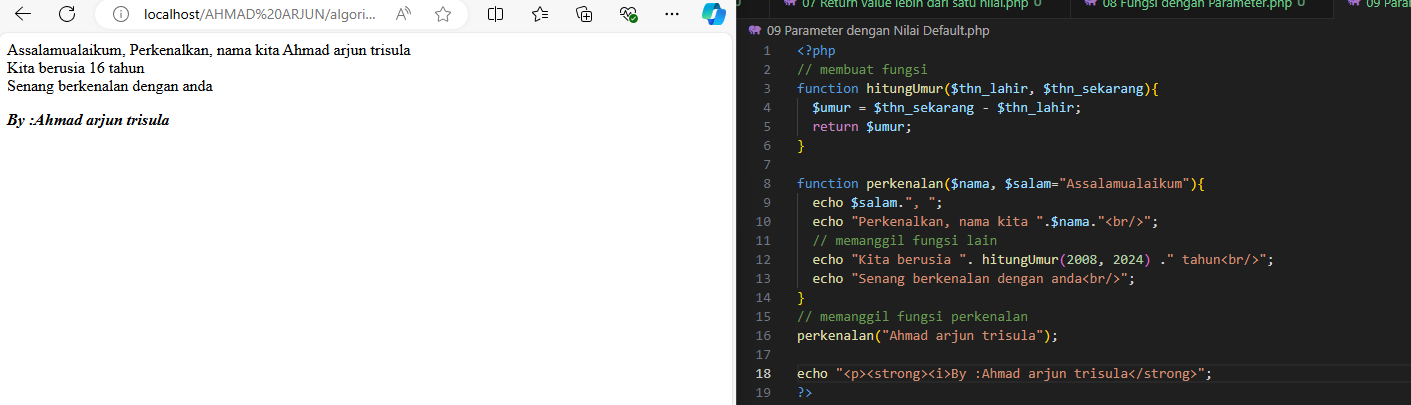 localhost/AHMAD%20ARJUN/algori...
Assalamualaikum, Perkenalkan, nama kita Ahmad arjun trisula
Kita berusia 16 tahun
Senang berkenalan dengan anda
By :Ahmad arjun trisula
07 Return value lebih dari satu nilai.php U
08 Fungsi dengan Parameter.php U
09 Para
09 Parameter dengan Nilai Default.php
1 <?php
2 // membuat fungsi
3 function hitungUmur($thn_lahir, $thn_sekarang){
4 $umur = $thn_sekarang - $thn_lahir;
5 return $umur;
6 }
7
8 function perkenalan($nama, $salam="Assalamualaikum"){
9 echo $salam.", ";
10 echo "Perkenalkan, nama kita ".$nama."<br/>";
11 // memanggil fungsi lain
12 echo "Kita berusia ". hitungUmur(2008, 2024) ." tahun<br/>";
13 echo "Senang berkenalan dengan anda<br/>";
14 }
15 // memanggil fungsi perkenalan
16 perkenalan("Ahmad arjun trisula");
17
18 echo "<p><strong><i>By :Ahmad arjun trisula</strong>";
19 ?>